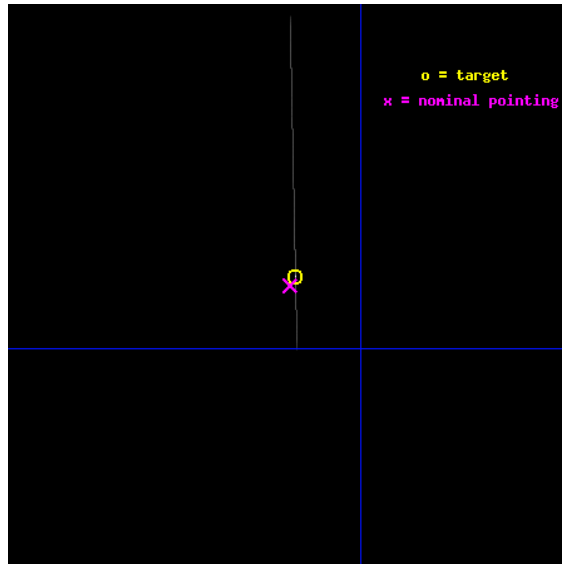 o = target
x = nominal pointing